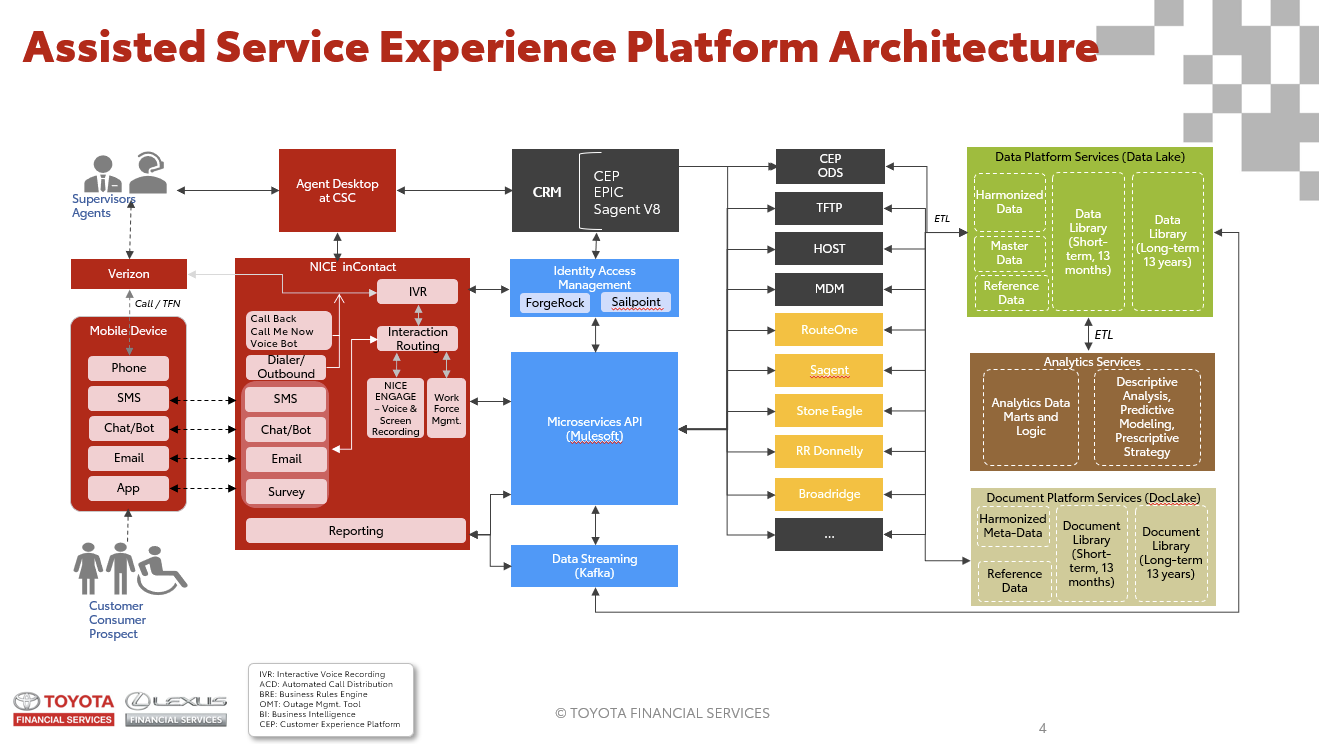 Assisted Service Experience Platform Architecture
Supervisors
Agents
Agent Desktop
at CSC
CRM
CEP
EPIC
Sagent V8
Verizon
Call / TFN
Mobile Device
Phone
SMS
Chat/Bot
Email
App
Customer
Consumer
Prospect
NICE inContact
IVR
Call Back
Call Me Now
Voice Bot
Interaction
Routing
Dialer/
Outbound
SMS
Chat/Bot
Email
Survey
NICE
ENGAGE
– Voice &
Screen
Recording
Work
Force
Mgmt.
Reporting
Identity Access
Management
ForgeRock
Sailpoint
Microservices API
(Mulesoft)
Data Streaming
(Kafka)
CEP
ODS
TFTP
HOST
MDM
RouteOne
Sagent
Stone Eagle
RR Donnelly
Broadridge
...
ETL
Data Platform Services (Data Lake)
Harmonized
Data
Master
Data
Reference
Data
Data
Library
(Short-
term, 13
months)
Data
Library
(Long-term
13 years)
ETL
Analytics Services
Analytics Data
Marts and
Logic
Descriptive
Analysis,
Predictive
Modeling,
Prescriptive
Strategy
Document Platform Services (DocLake)
Harmonized
Meta-Data
Reference
Data
Document
Library
(Short-
term, 13
months)
Document
Library
(Long-term
13 years)
TOYOTA
FINANCIAL SERVICES
LEXUS
FINANCIAL SERVICES
IVR: Interactive Voice Recording
ACD: Automated Call Distribution
BRE: Business Rules Engine
OMT: Outage Mgmt. Tool
BI: Business Intelligence
CEP: Customer Experience Platform
© TOYOTA FINANCIAL SERVICES
4